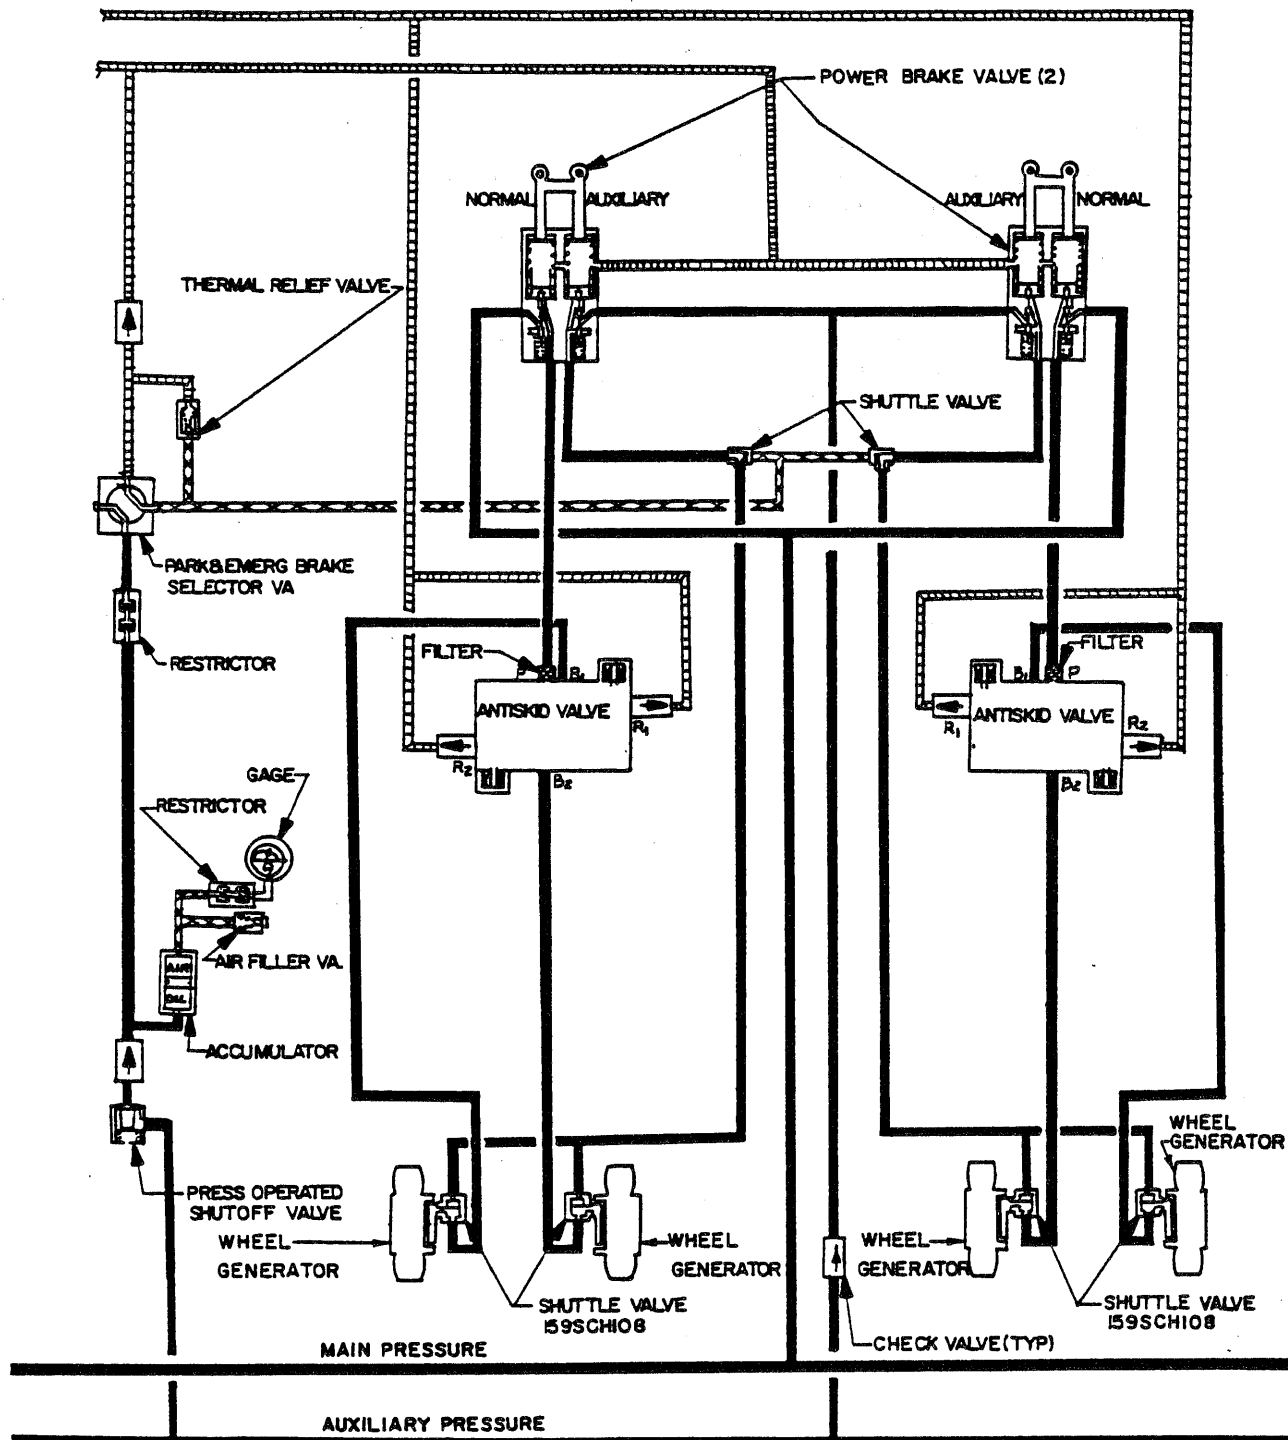 POWER BRAKE VALVE (2)
NORMAL
AUXILIARY
AUXILIARY
NORMAL
THERMAL RELIEF VALVE
SHUTTLE VALVE
PARK&EMERG BRAKE
SELECTOR VA
RESTRICTOR
FILTER
P
B1
ANTISKID VALVE
R1
R2
B2
FILTER
B1
P
ANTISKID VALVE
R1
R2
B2
GAGE
RESTRICTOR
AIR FILLER VA.
AIR
OIL
ACCUMULATOR
PRESS OPERATED
SHUTOFF VALVE
WHEEL
GENERATOR
WHEEL
GENERATOR
WHEEL
GENERATOR
WHEEL
GENERATOR
SHUTTLE VALVE
159SCH108
SHUTTLE VALVE
159SCH108
CHECK VALVE(TYP)
MAIN PRESSURE
AUXILIARY PRESSURE